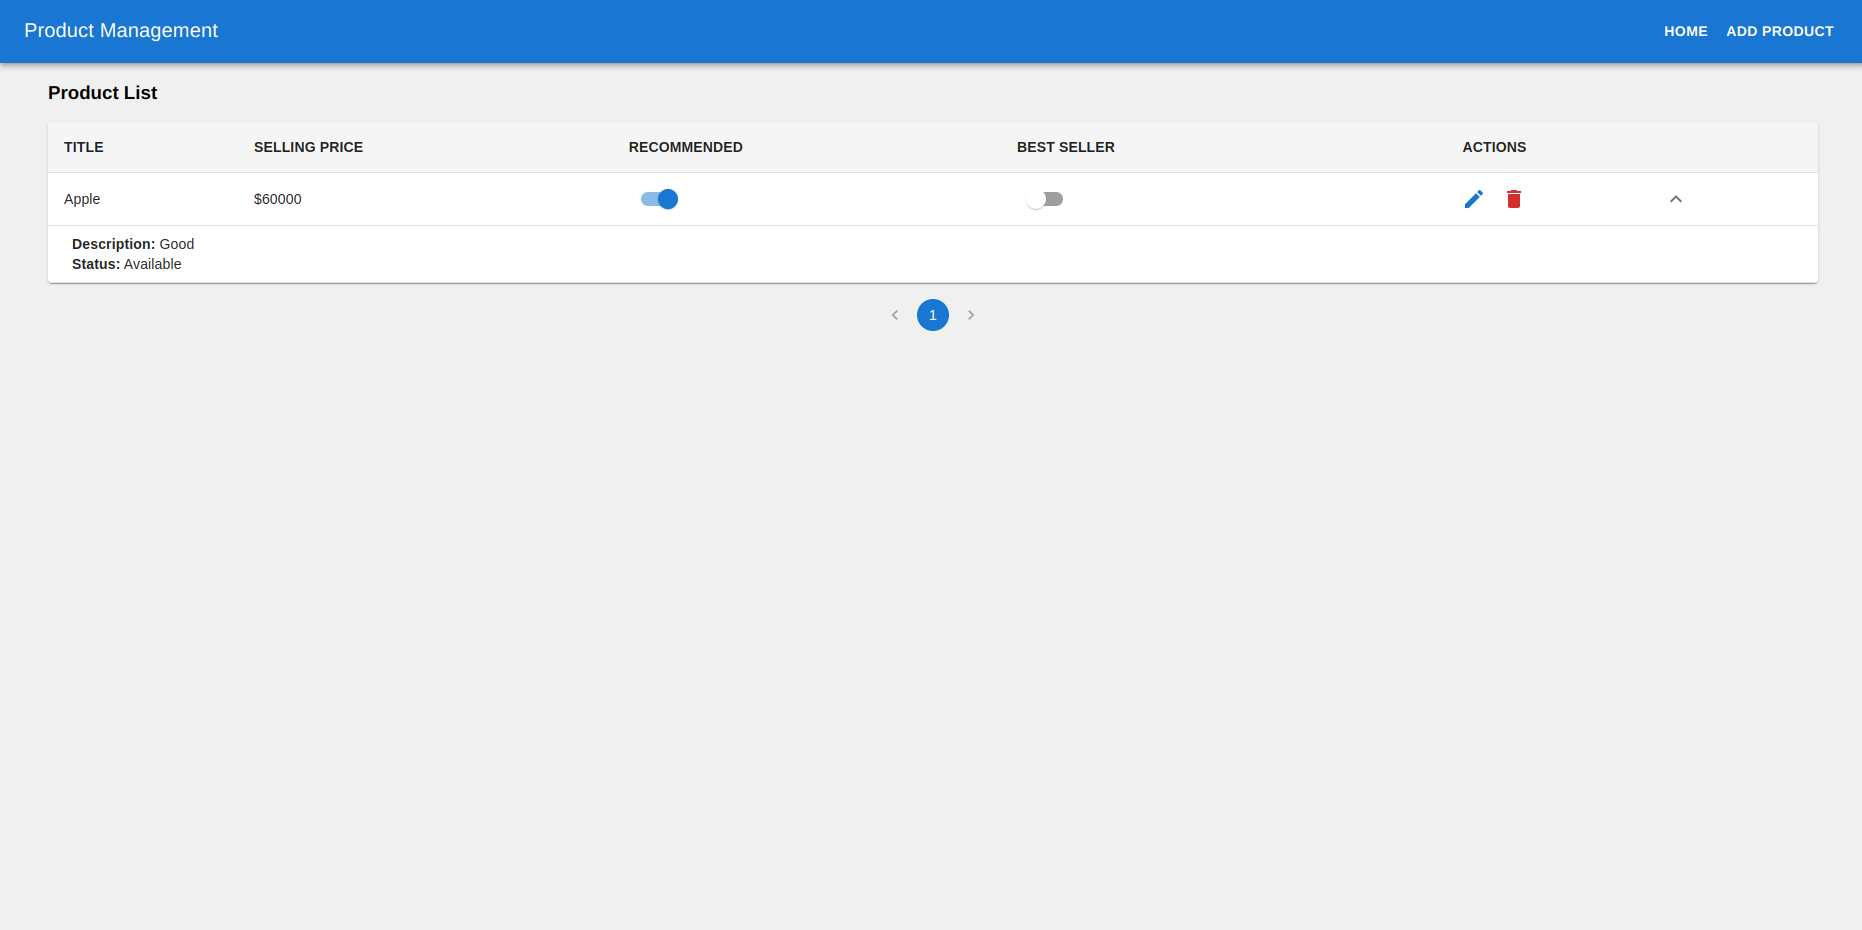 Product Management
HOME ADD PRODUCT
Product List
TITLE SELLING PRICE RECOMMENDED BEST SELLER ACTIONS
Apple $60000
Description: Good
Status: Available
1